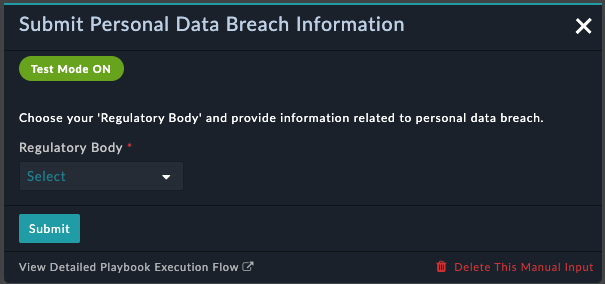 Submit Personal Data Breach Information
Test Mode ON
Choose your 'Regulatory Body' and provide information related to personal data breach.
Regulatory Body *
Select
Submit
View Detailed Playbook Execution Flow
Delete This Manual Input